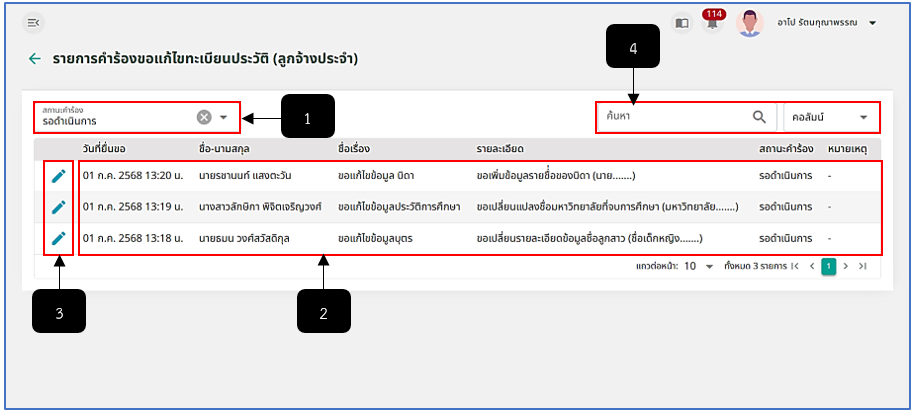 114
อาโป รัตนกุณาพรรณ
รายการคำร้องขอแก้ไขทะเบียนประวัติ (ลูกจ้างประจำ)
4
สถานะคำร้อง
รอดำเนินการ
1
ค้นหา
คอลัมน์
วันที่ยื่นขอ ชื่อ-นามสกุล ชื่อเรื่อง รายละเอียด สถานะคำร้อง หมายเหตุ
01 ก.ค. 2568 13:20 น. นายรชานนท์ แสงตะวัน ขอแก้ไขข้อมูล บิดา ขอเพิ่มข้อมูลรายชื่อของบิดา (นาย.......) รอดำเนินการ -
01 ก.ค. 2568 13:19 น. นางสาวลักษิกา พิจิตเจริญวงศ์ ขอแก้ไขข้อมูลประวัติการศึกษา ขอเปลี่ยนแปลงชื่อมหาวิทยาลัยที่จบการศึกษา (มหาวิทยาลัย.......) รอดำเนินการ -
01 ก.ค. 2568 13:18 น. นายธมน วงศ์สวัสดิกุล ขอแก้ไขข้อมูลบุตร ขอเปลี่ยนรายละเอียดข้อมูลชื่อลูกสาว (ชื่อเด็กหญิง.......) รอดำเนินการ -
แถวต่อหน้า: 10 ทั้งหมด 3 รายการ 1
3
2